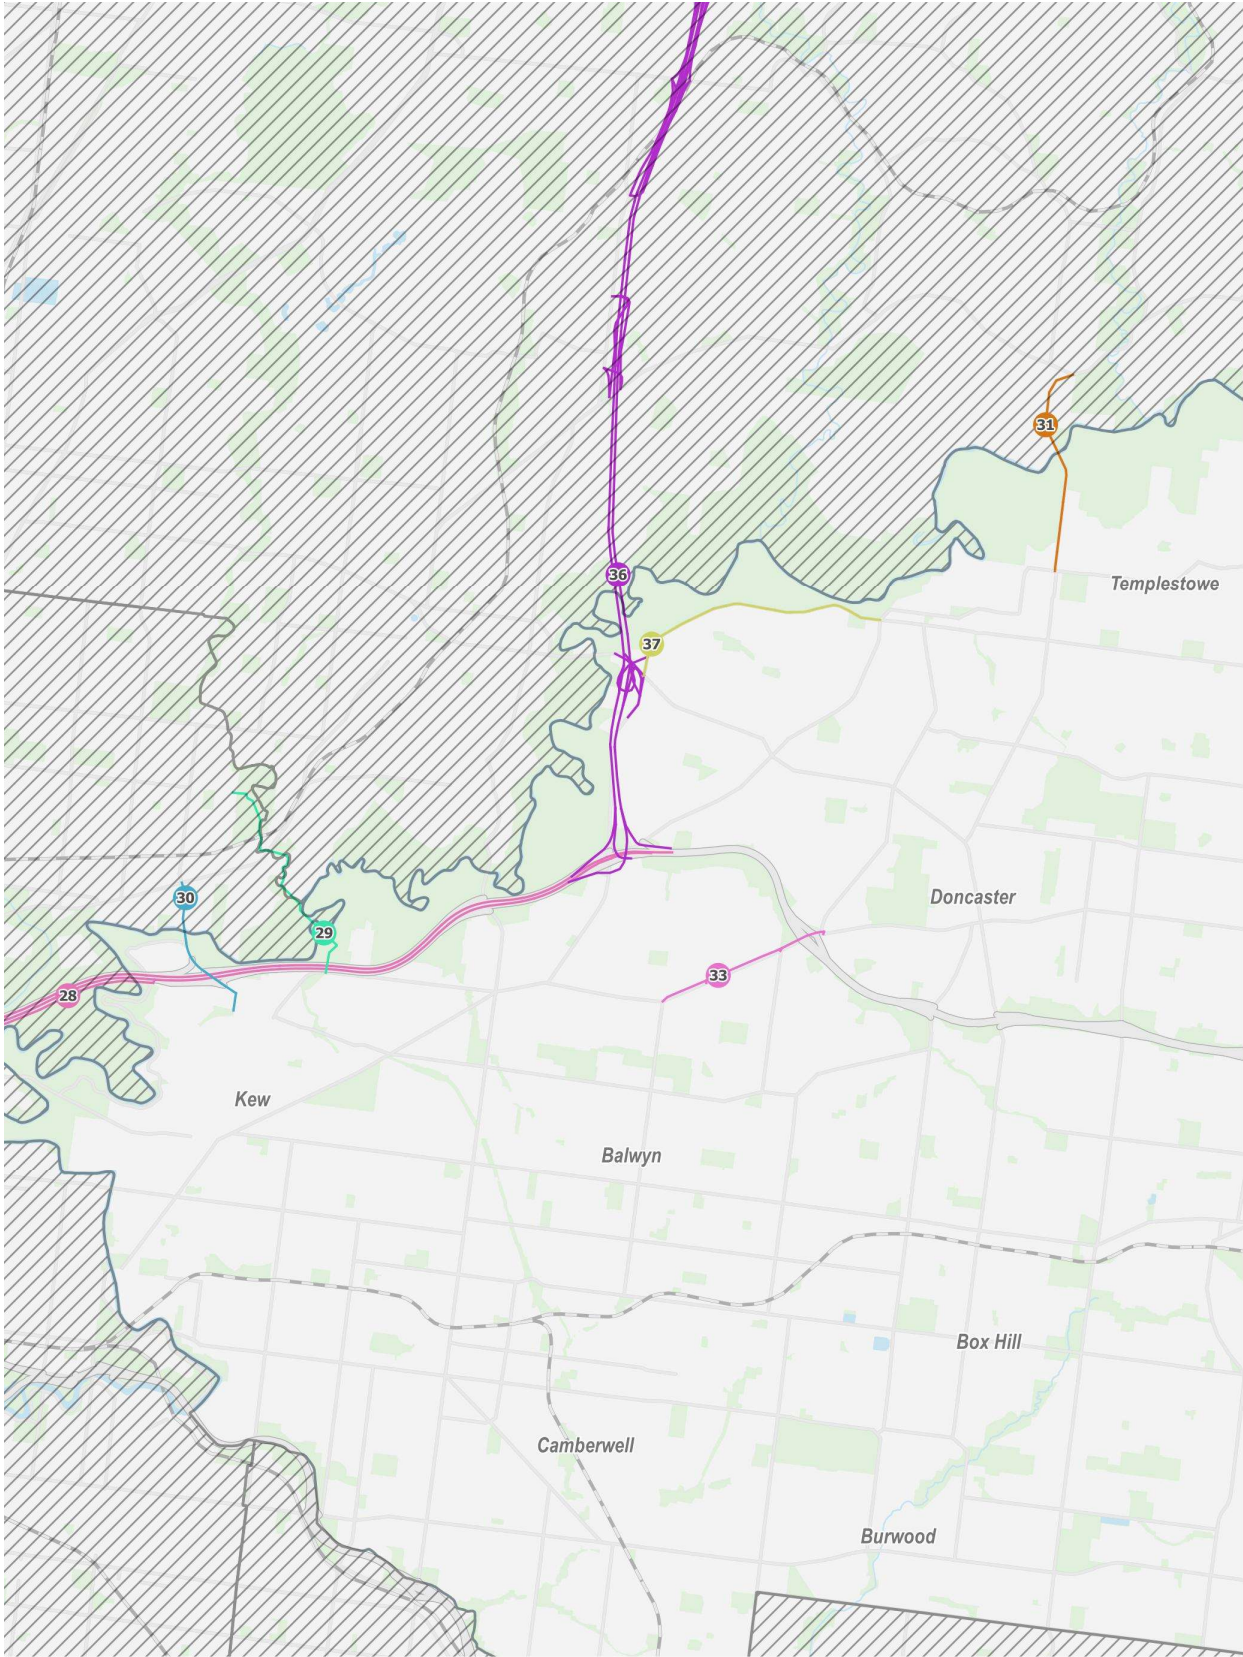 31
36
Templestowe
37
30
Doncaster
29
33
28
Kew
Balwyn
Box Hill
Camberwell
Burwood